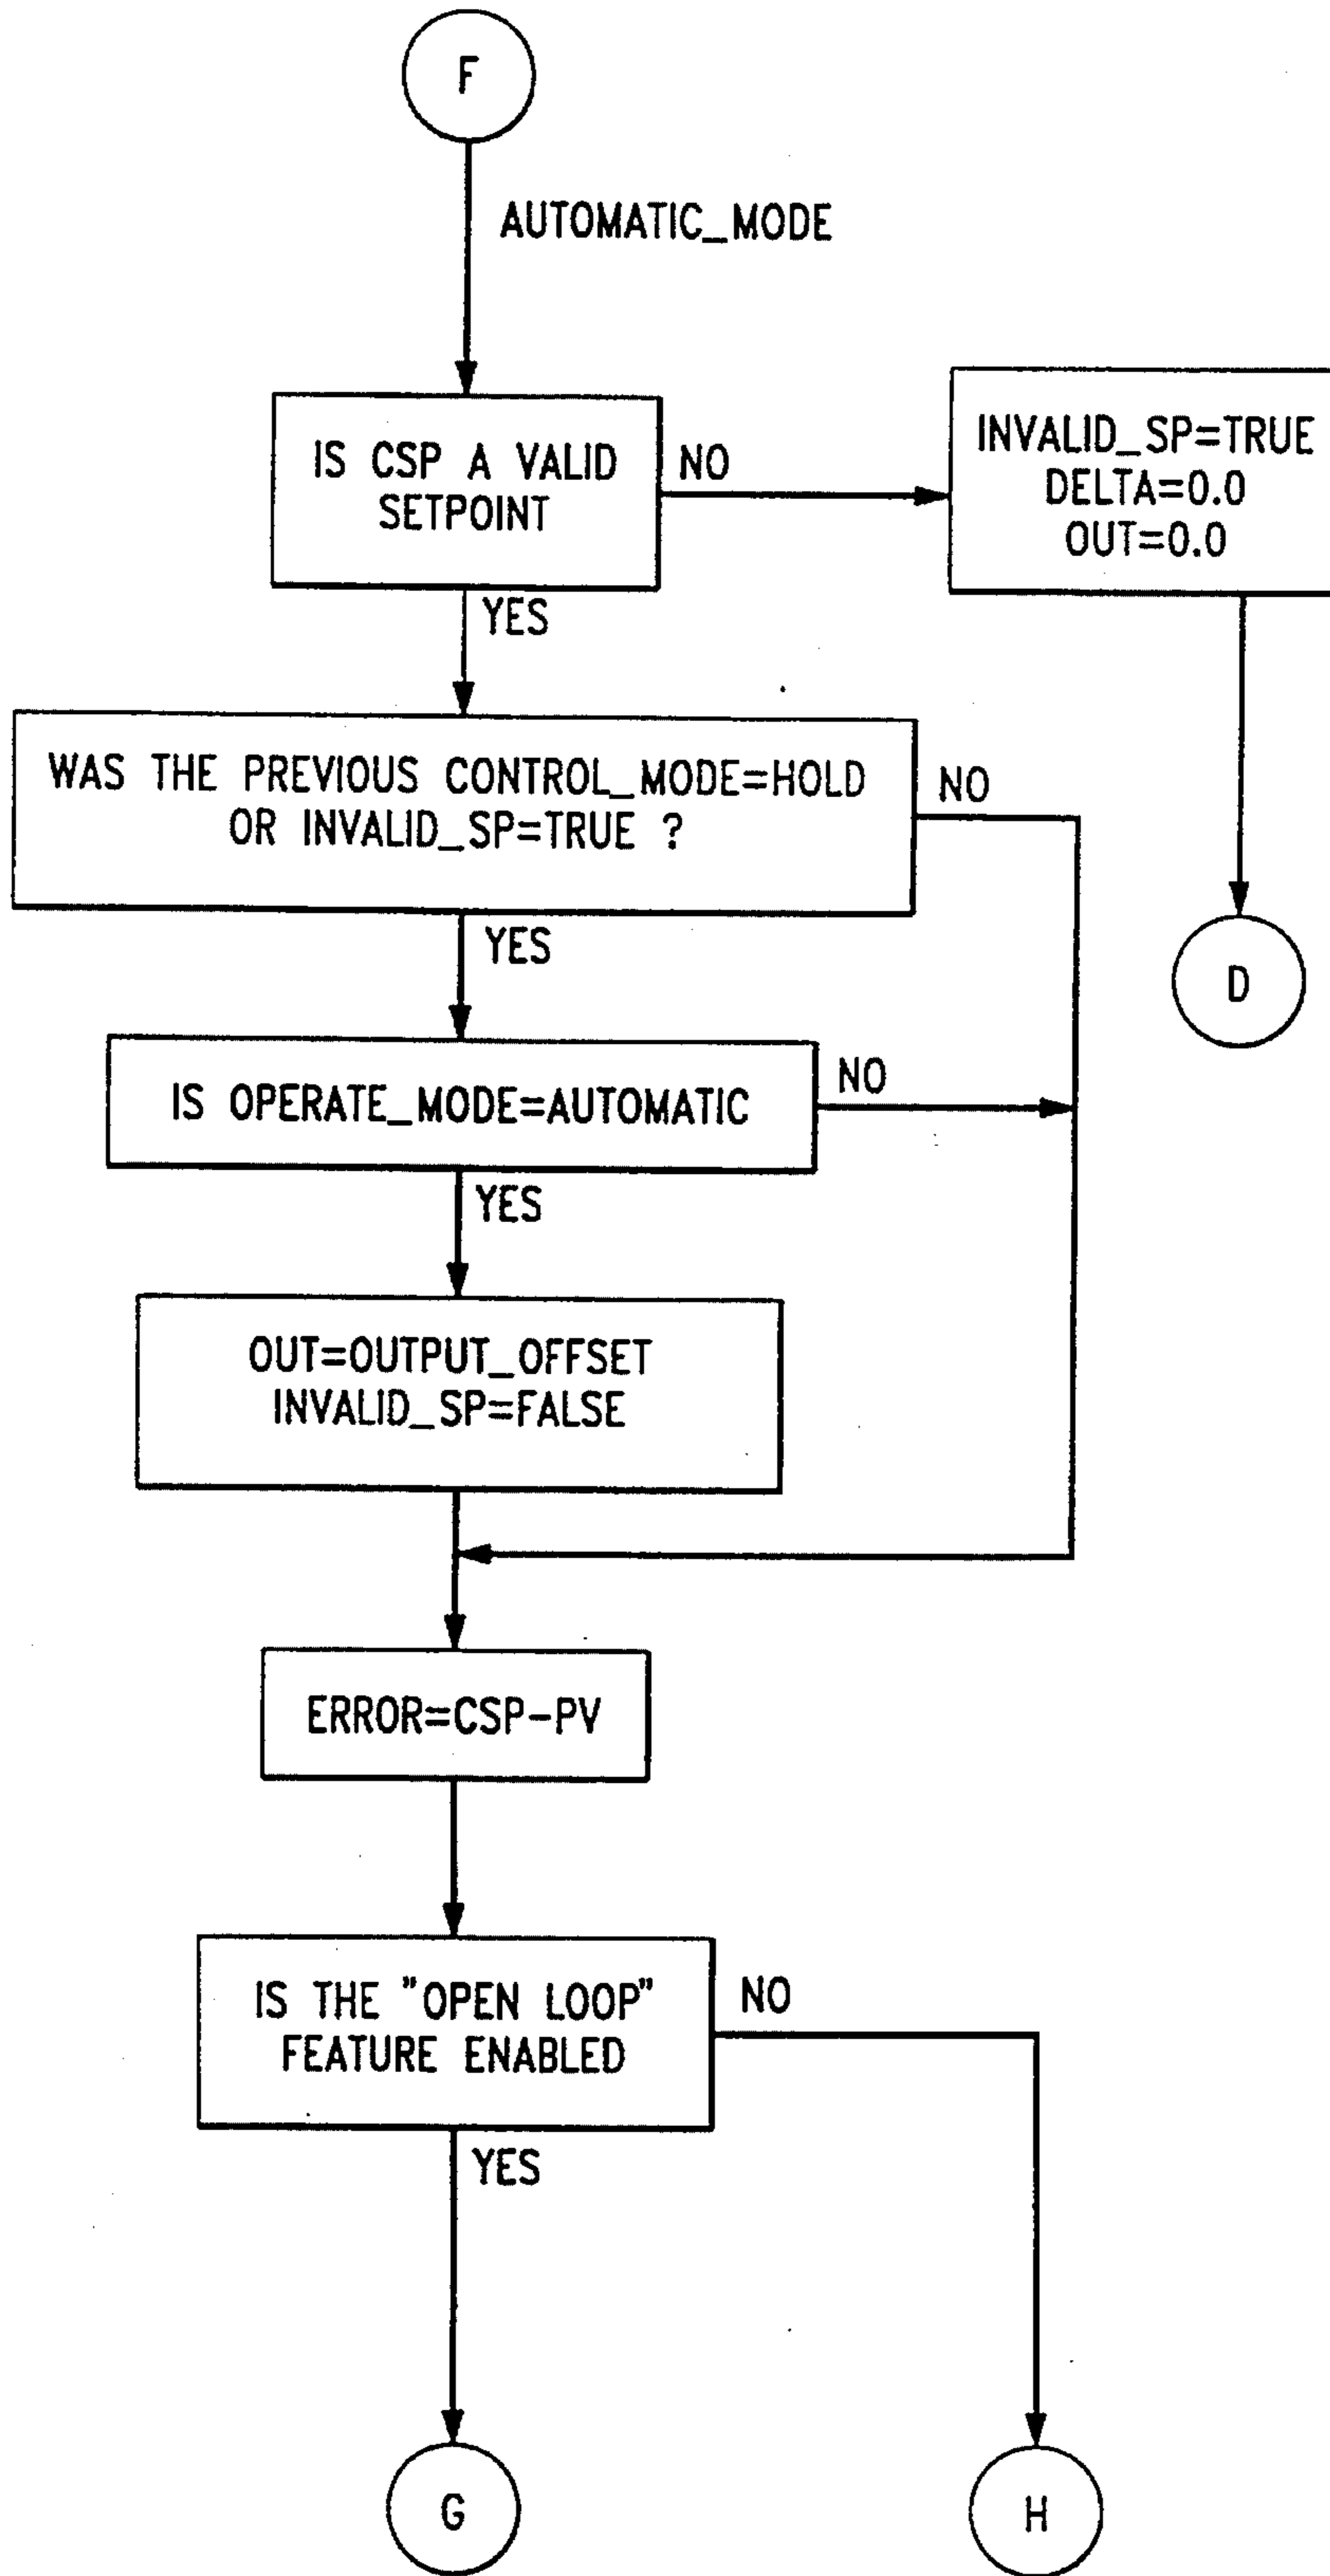 F
AUTOMATIC_MODE
IS CSP A VALID
SETPOINT
NO
INVALID_SP=TRUE
DELTA=0.0
OUT=0.0
YES
WAS THE PREVIOUS CONTROL_MODE=HOLD
OR INVALID_SP=TRUE ?
NO
YES
D
IS OPERATE_MODE=AUTOMATIC
NO
YES
OUT=OUTPUT_OFFSET
INVALID_SP=FALSE
ERROR=CSP-PV
IS THE "OPEN LOOP"
FEATURE ENABLED
NO
YES
G
H